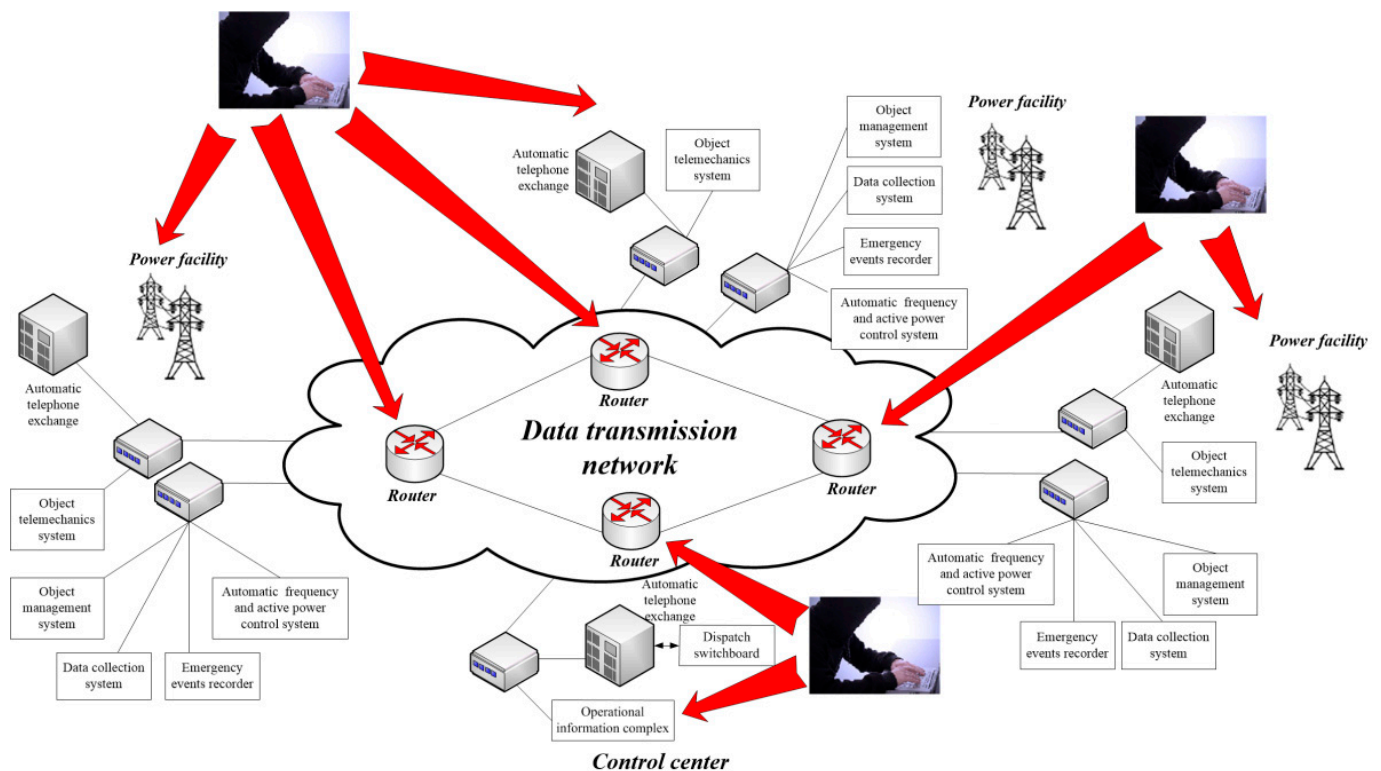 Power facility
Object
management
system
Object
telemechanics
system
Automatic
telephone
exchange
Data collection
system
Emergency
events recorder
Automatic frequency
and active power
control system
Power facility
Automatic
telephone
exchange
Power facility
Automatic
telephone
exchange
Router
Data transmission
network
Router
Router
Router
Object
telemechanics
system
Object
telemechanics
system
Object
management
system
Automatic frequency
and active power
control system
Data collection
system
Emergency
events recorder
Automatic
telephone
exchange
Dispatch
switchboard
Operational
information complex
Control center
Automatic frequency
and active power
control system
Object
management
system
Emergency
events recorder
Data collection
system